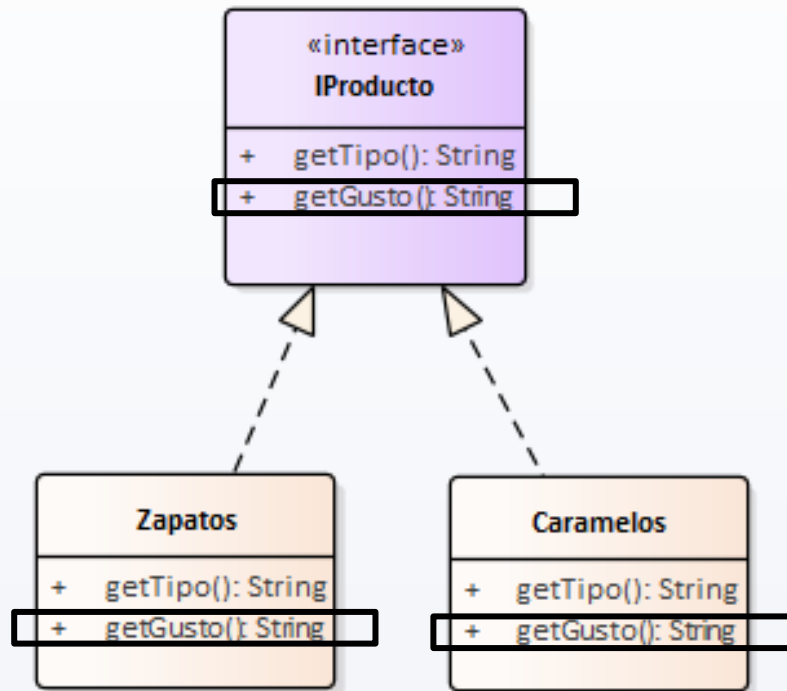 «interface»
IProducto
+ getTipo(): String
+ getGusto(): String
Zapatos
+ getTipo(): String
+ getGusto(): String
Caramelos
+ getTipo(): String
+ getGusto(): String